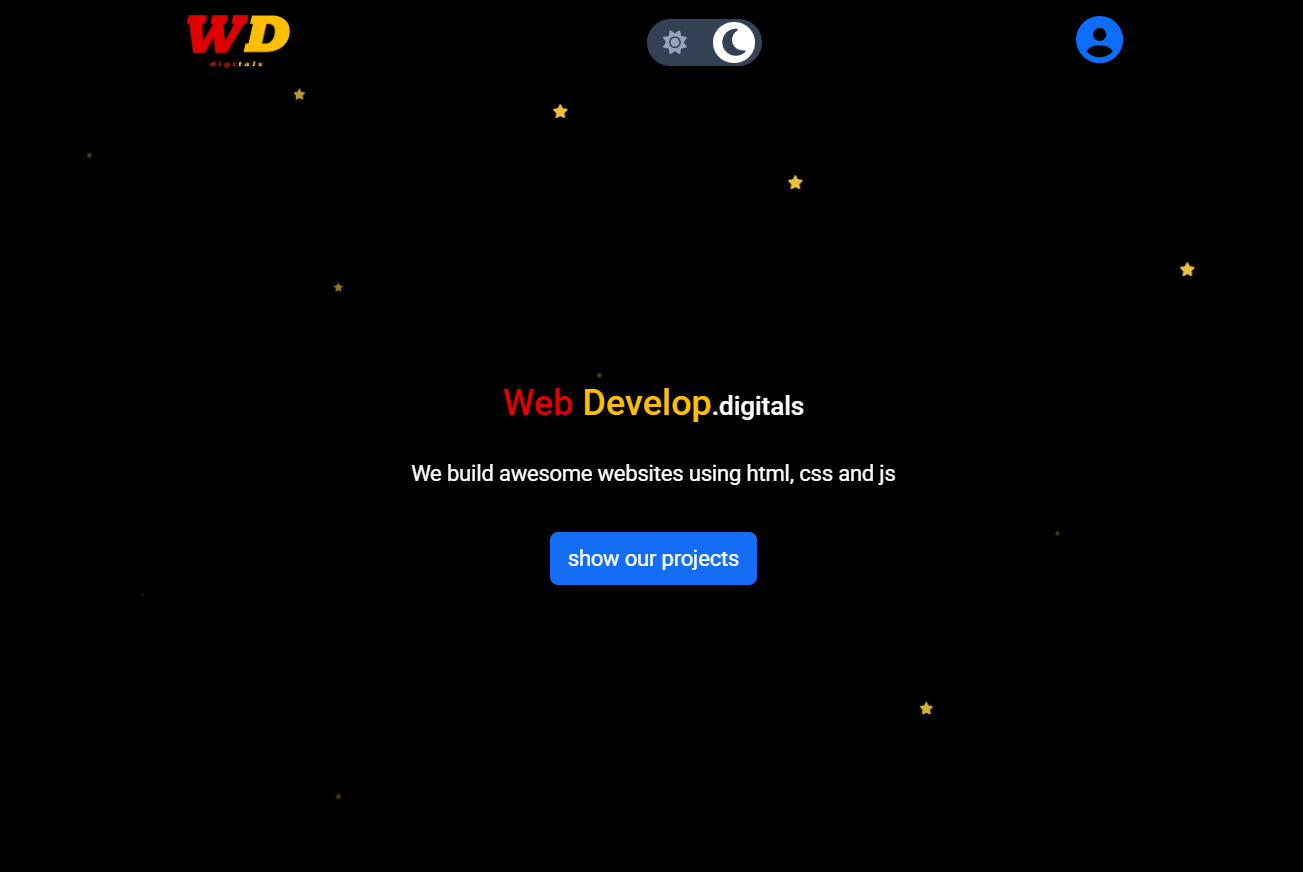 WD
digitals
Web Develop.digitals
We build awesome websites using html, css and js
show our projects